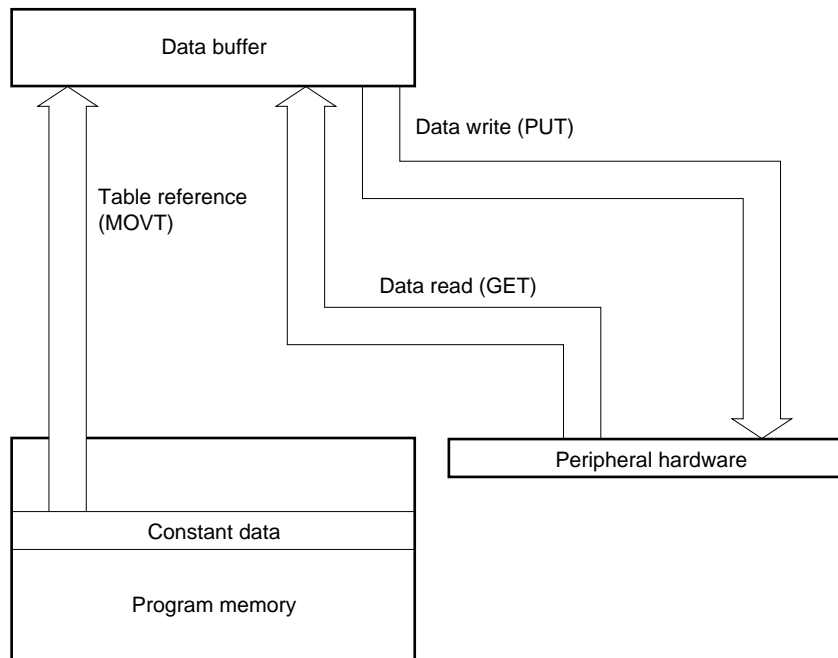 Data buffer
Data write (PUT)
Table reference
(MOVT)
Data read (GET)
Peripheral hardware
Constant data
Program memory